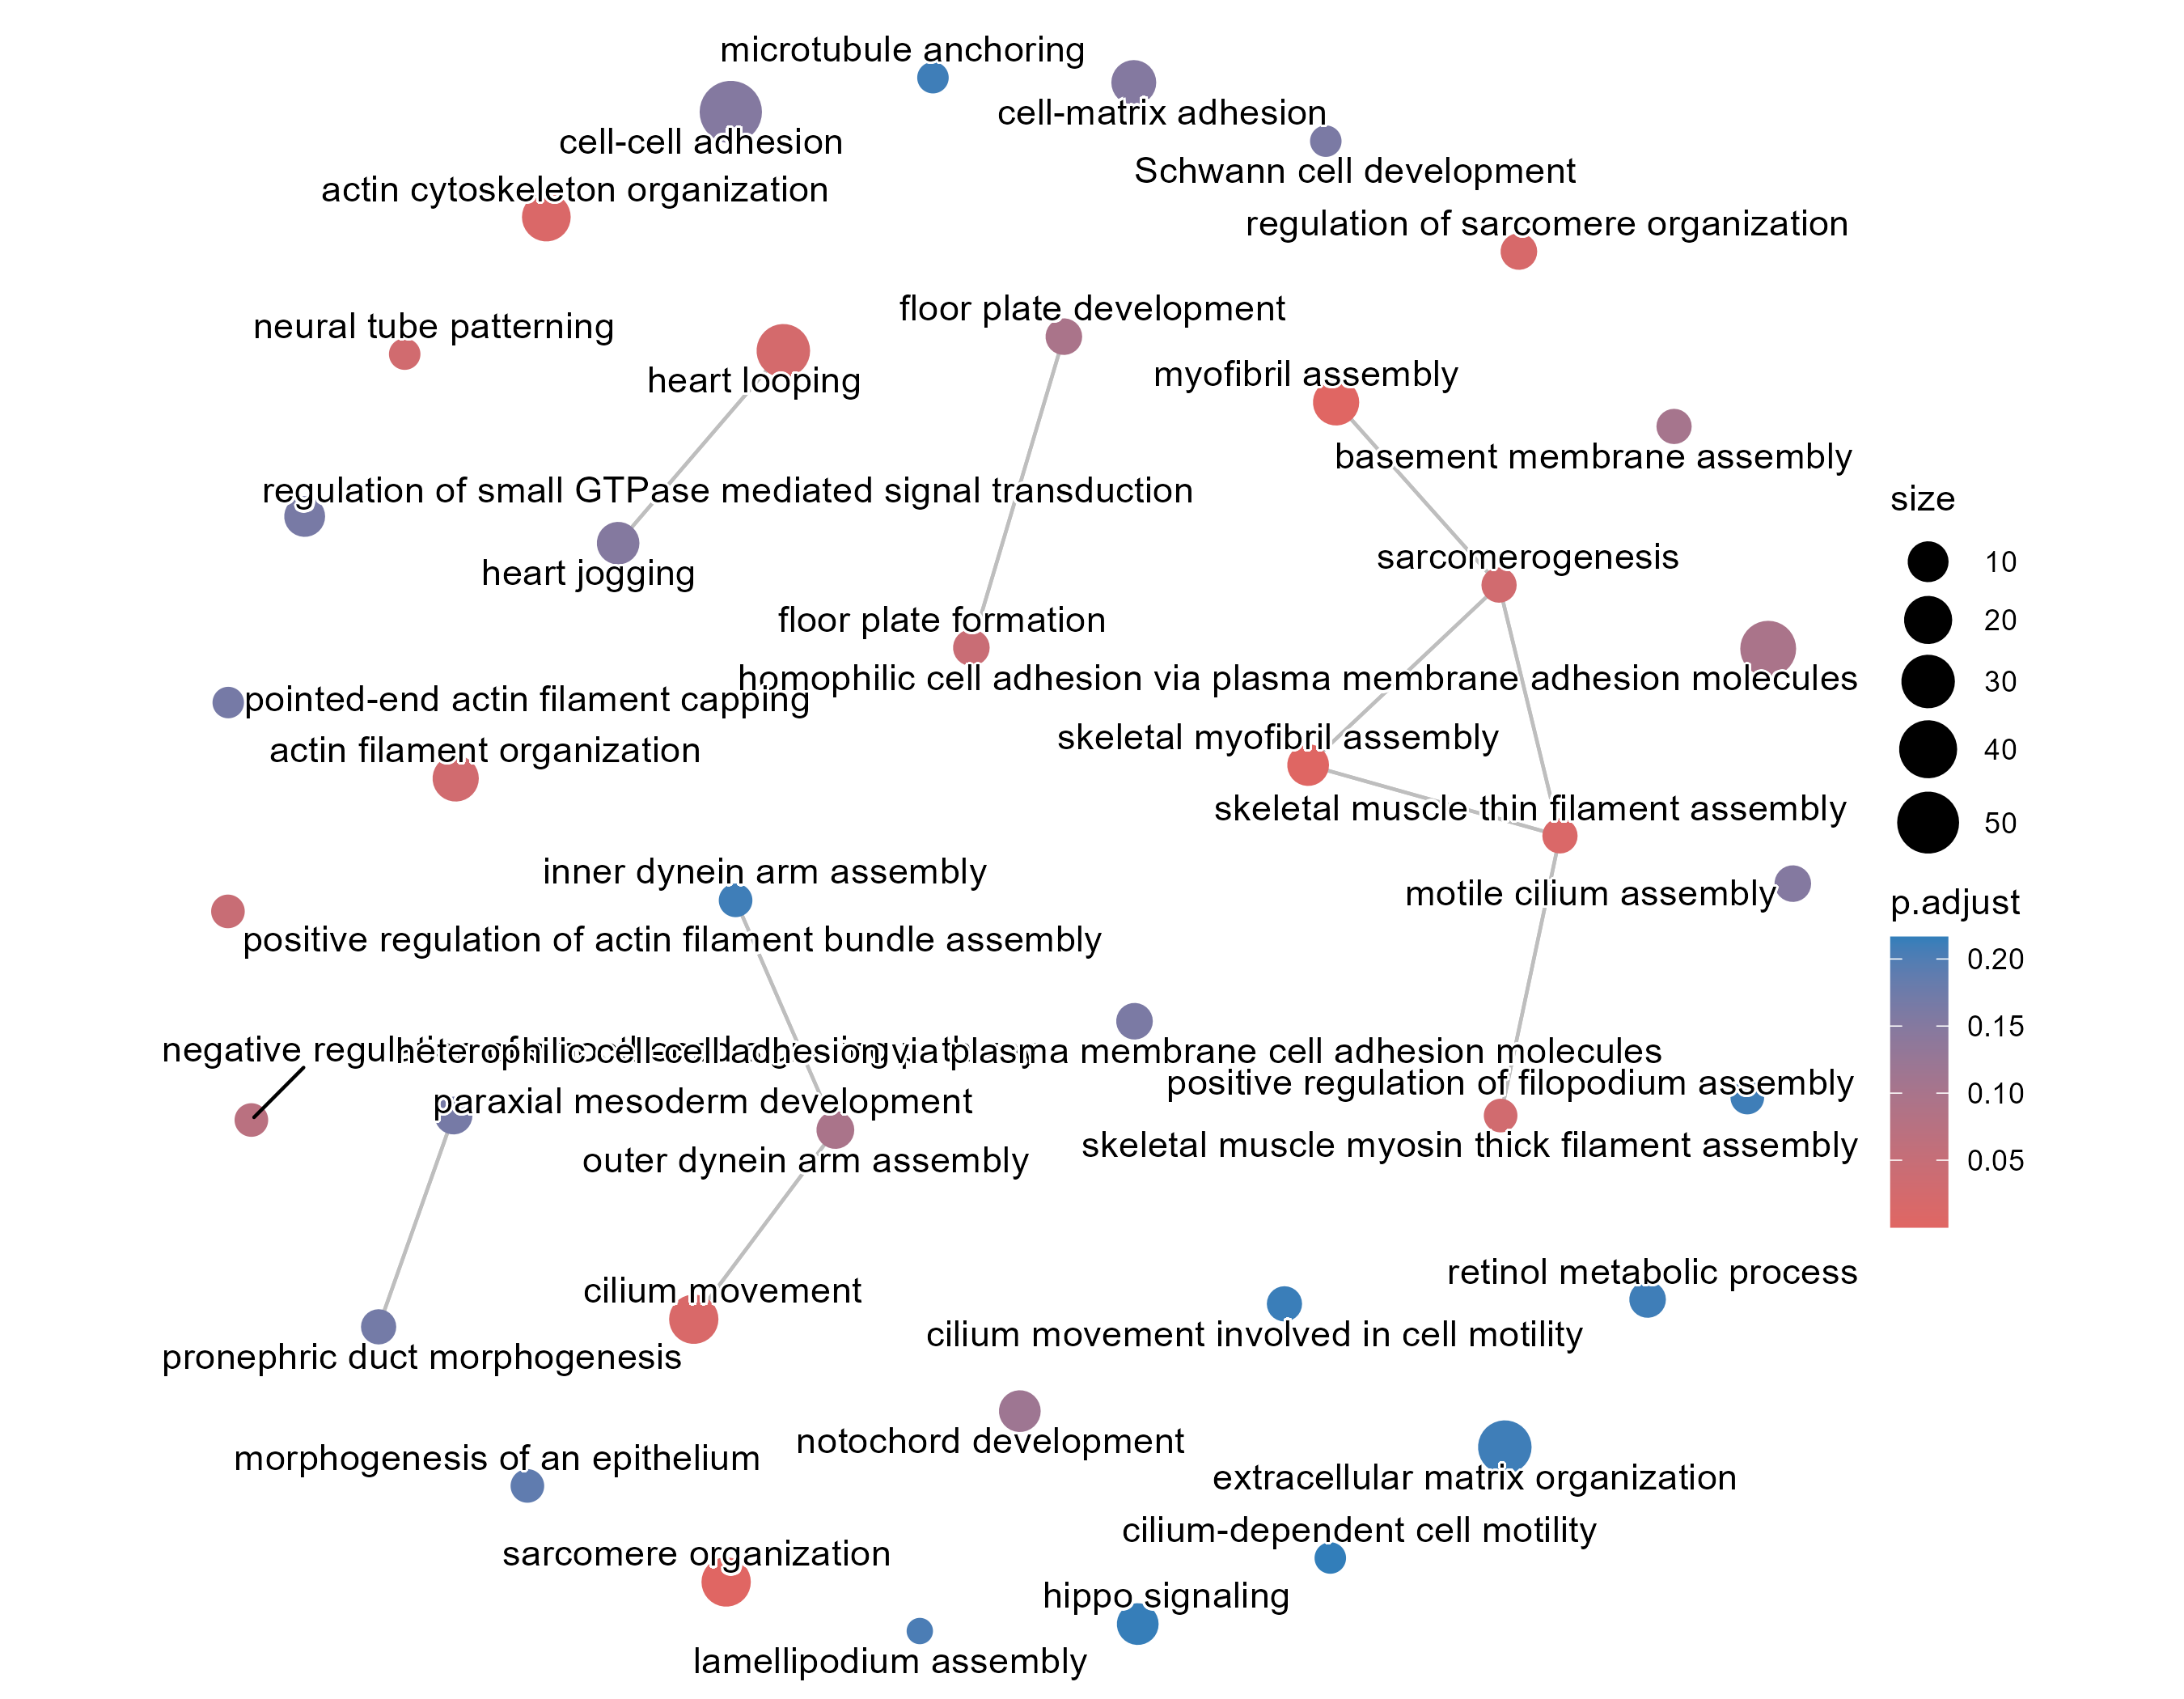 microtubule anchoring
cell-matrix adhesion
cell-cell adhesion
Schwann cell development
actin cytoskeleton organization
regulation of sarcomere organization
floor plate development
neural tube patterning
heart looping
myofibril assembly
basement membrane assembly
regulation of small GTPase mediated signal transduction
heart jogging
sarcomerogenesis
floor plate formation
homophilic cell adhesion via plasma membrane adhesion molecules
pointed-end actin filament capping
actin filament organization
skeletal myofibril assembly
skeletal muscle thin filament assembly
inner dynein arm assembly
motile cilium assembly
positive regulation of actin filament bundle assembly
negative
heterophilic cell-cell adhesion via plasma membrane cell adhesion molecules
positive regulation of filopodium assembly
paraxial mesoderm development
skeletal muscle myosin thick filament assembly
outer dynein arm assembly
retinol metabolic process
cilium movement
cilium movement involved in cell motility
pronephric duct morphogenesis
notochord development
morphogenesis of an epithelium
extracellular matrix organization
cilium-dependent cell motility
sarcomere organization
hippo signaling
lamellipodium assembly
size
10
20
30
40
50
p.adjust
0.20
0.15
0.10
0.05